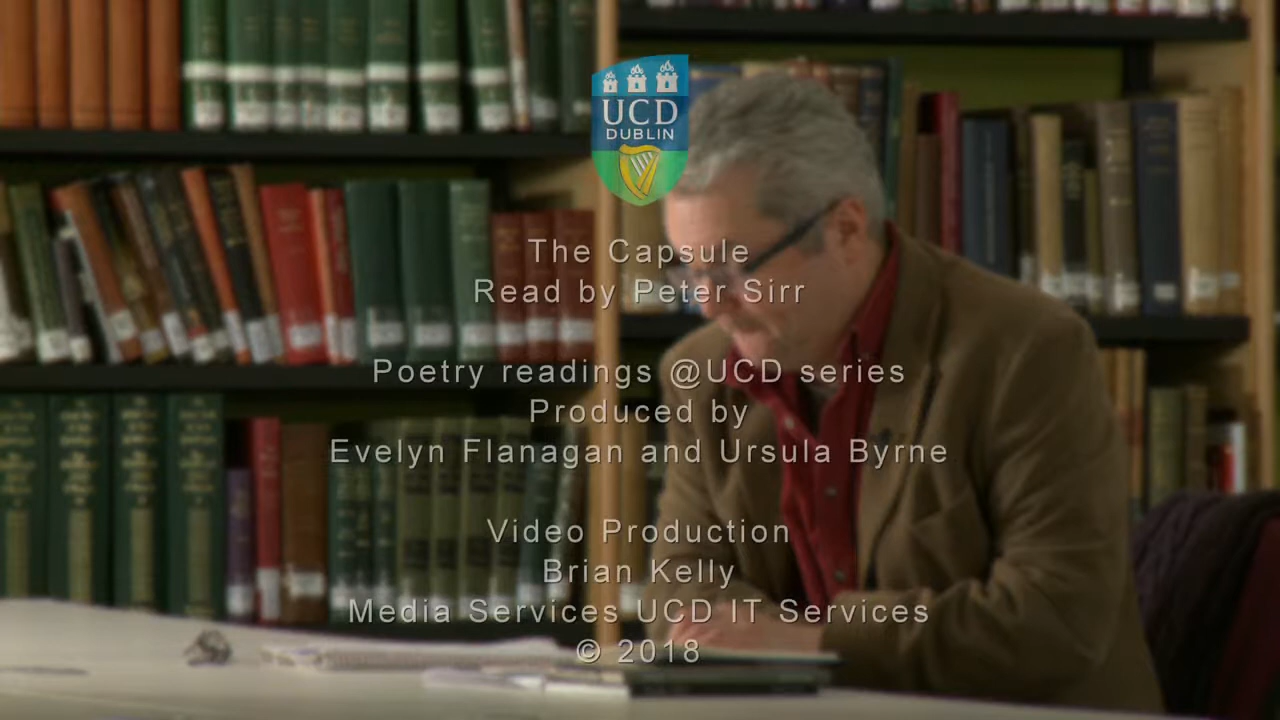 UCD
DUBLIN
The Capsule
Read by Peter Sirr
Poetry readings @UCD series
Produced by
Evelyn Flanagan and Ursula Byrne
Video Production
Brian Kelly
Media Services UCD IT Services
© 2018